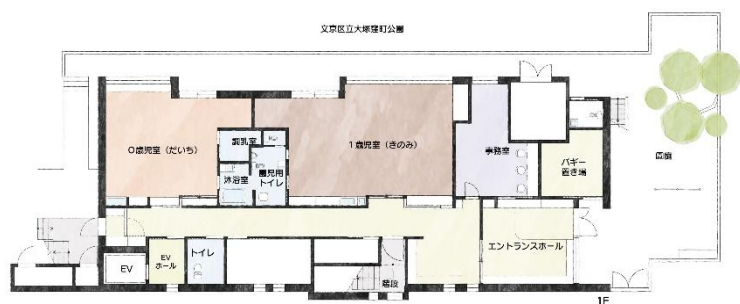 文京区立大塚窪町公園
0歳児室（だいち）
調乳室
沐浴室
園児用
トイレ
1歳児室（きのみ）
事務室
バギー
置き場
園庭
EV
EV
ホール
トイレ
階段
エントランスホール
1F